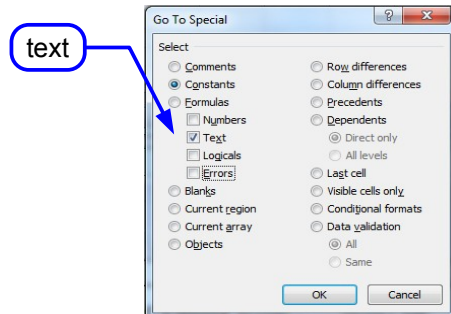 Go To Special
text
Select
Comments
Constants
Formulas
Numbers
Text
Logicals
Errors
Blanks
Current region
Current array
Objects
Row differences
Column differences
Precedents
Dependents
Direct only
All levels
Last cell
Visible cells only
Conditional formats
Data validation
All
Same
OK
Cancel